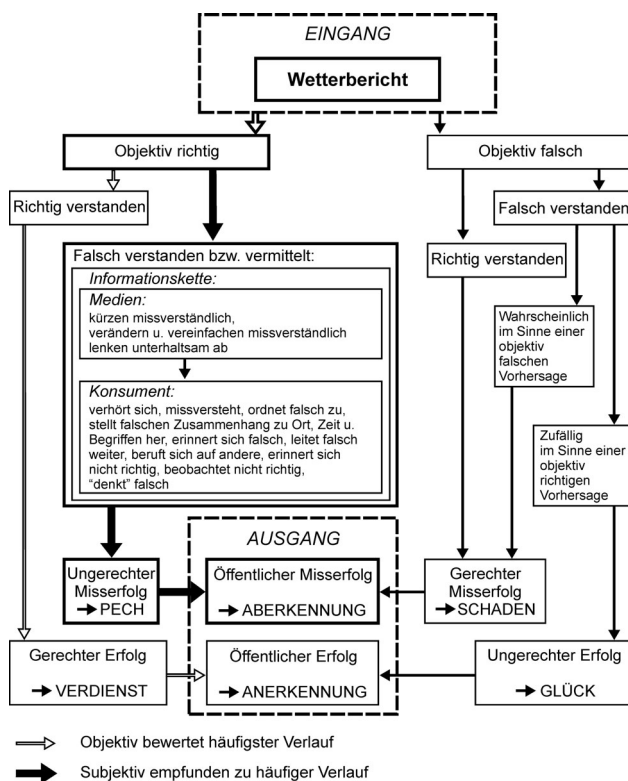 EINGANG
Wetterbericht
Objektiv richtig
Objektiv falsch
Richtig verstanden
Falsch verstanden
Falsch verstanden bzw. vermittelt:
Informationskette:
Medien:
kürzen missverständlich,
verändern u. vereinfachen missverständlich
lenken unterhaltsam ab
Konsument:
verhört sich, missversteht, ordnet falsch zu,
stellt falschen Zusammenhang zu Ort, Zeit u.
Begriffen her, erinnert sich falsch, leitet falsch
weiter, beruft sich auf andere, erinnert sich
nicht richtig, beobachtet nicht richtig,
"denkt" falsch
Richtig verstanden
Wahrscheinlich
im Sinne einer
objektiv
falschen
Vorhersage
Zufällig
im Sinne einer
objektiv
richtigen
Vorhersage
AUSGANG
Ungerechter
Misserfolg
→ PECH
Öffentlicher Misserfolg
→ ABERKENNUNG
Gerechter
Misserfolg
→ SCHADEN
Gerechter Erfolg
→ VERDIENST
Öffentlicher Erfolg
→ ANERKENNUNG
Ungerechter Erfolg
→ GLÜCK
Objektiv bewertet häufigster Verlauf
Subjektiv empfunden zu häufiger Verlauf